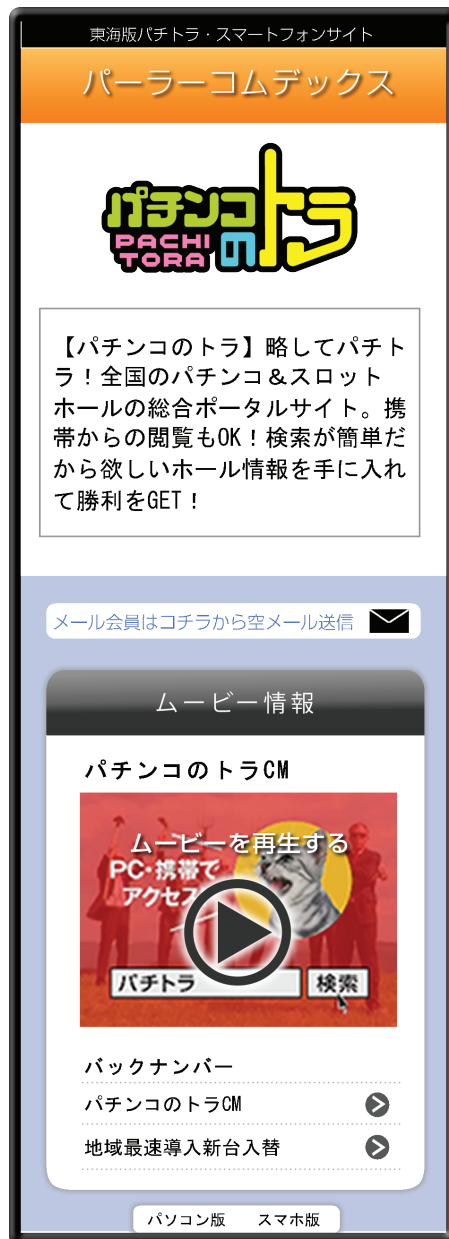 東海版パチトラ・スマートフォンサイト
パーラーコムデックス
パチンコ
のトラ
PACHI
TORA
【パチンコのトラ】略してパチト
ラ！全国のパチンコ＆スロット
ホールの総合ポータルサイト。携
帯からの閲覧もOK！検索が簡単だ
から欲しいホール情報を手に入れ
て勝利をGET！
メール会員はコチラから空メール送信
ムービー情報
パチンコのトラCM
ムービーを再生する
PC・携帯で
アクセス
パチトラ 検索
バックナンバー
パチンコのトラCM
地域最速導入新台入替
パソコン版 スマホ版